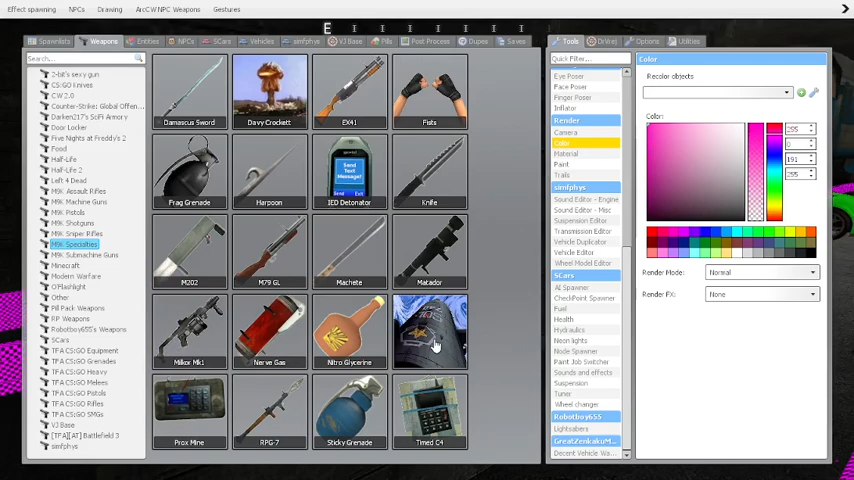 Effect spawning NPCs Drawing ArcCW NPC Weapons Gestures
E
Spawnlists Weapons Entities NPCs SCars Vehicles simfphys VJ Base Pills Post Process Dupes Saves
Search...
2-bit's sexy gun
CS:GO Knives
CW 2.0
Counter-Strike: Global Offen...
Darken217's SciFi Armory
Door Locker
Five Nights at Freddy's 2
Food
Half-Life
Half-Life 2
Left 4 Dead
M9K Assault Rifles
M9K Machine Guns
M9K Pistols
M9K Shotguns
M9K Sniper Rifles
M9K Specialties
M9K Submachine Guns
Minecraft
Modern Warfare
O'Flashlight
Other
Pill Pack Weapons
RP Weapons
Robotboy655's Weapons
SCars
TFA CS:GO Equipment
TFA CS:GO Grenades
TFA CS:GO Melees
TFA CS:GO Pistols
TFA CS:GO Rifles
TFA CS:GO SMGs
VJ Base
[TFA][AT] Battlefield 3
simfphys
Damascus Sword Davy Crockett EX41 Fists
Frag Grenade Harpoon IED Detonator Knife
Send
Text
Message!
M202 M79 GL Machete Matador
Milkor Mk1 Nerve Gas Nitro Glycerine
Prox Mine RPG-7 Sticky Grenade Timed C4
Tools DrVrej Options Utilities
Quick Filter...
Eye Poser
Face Poser
Finger Poser
Inflator
Render
Camera
Color
Material
Paint
Trails
simfphys
Sound Editor - Engine
Sound Editor - Misc
Suspension Editor
Transmission Editor
Vehicle Duplicator
Vehicle Editor
Wheel Model Editor
SCars
AI Spawner
CheckPoint Spawner
Fuel
Health
Hydraulics
Neon lights
Node Spawner
Paint Job Switcher
Sounds and effects
Suspension
Tuner
Wheel changer
Robotboy655
Lightsabers
GreatZenkakuM...
Decent Vehicle Wa...
Color
Recolor objects
Color:
255
0
191
255
Render Mode: Normal
Render FX: None